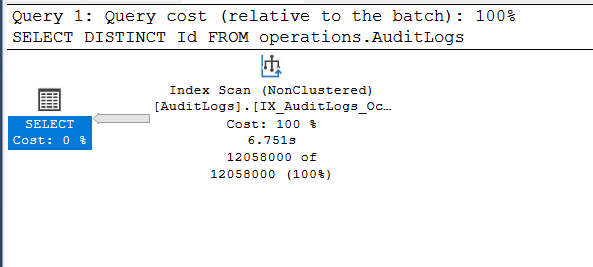 Query 1: Query cost (relative to the batch): 100%
SELECT DISTINCT Id FROM operations.AuditLogs
Index Scan (NonClustered)
[AuditLogs].[IX_AuditLogs_Oc…
Cost: 100 %
6.751s
12058000 of
12058000 (100%)
SELECT
Cost: 0 %